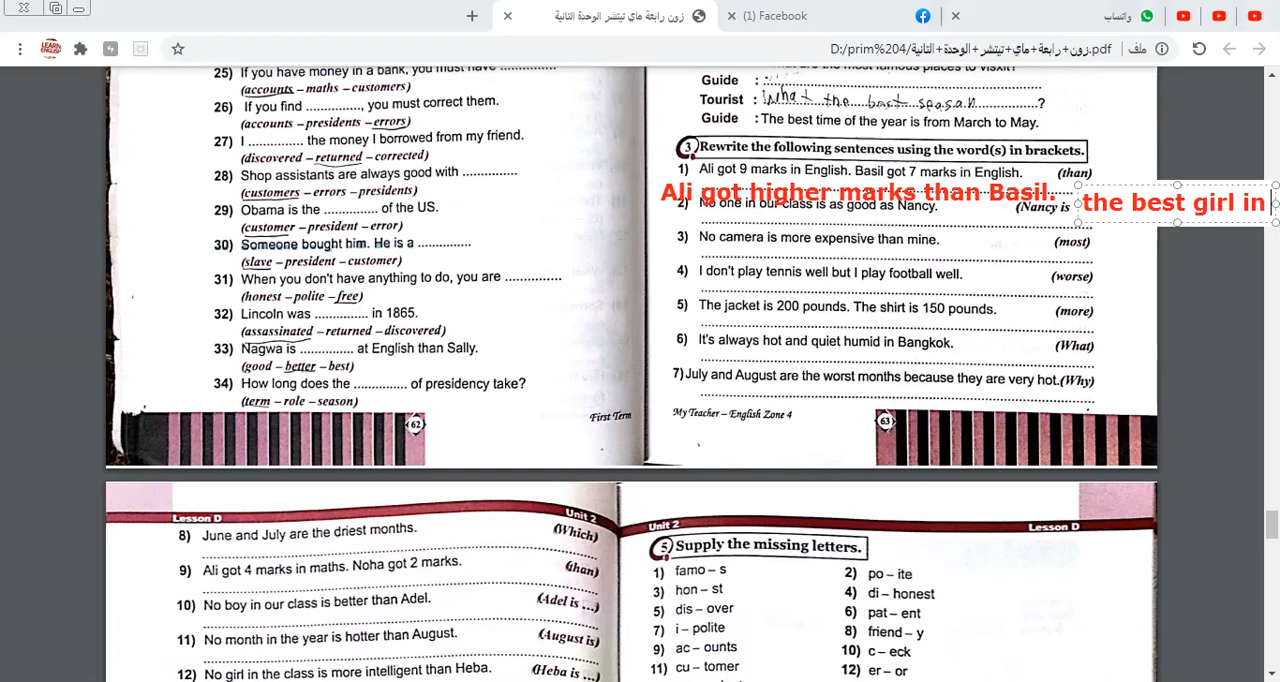 زون رابعة ماي تيتشر الوحدة الثانية
(1) Facebook
واتساب
D:/prim%204/زون+رابعة+ماي+تيتشر+الوحدة+الثانية.pdf
ملف
25) If you have money in a bank, you must have ..............
(accounts – maths – customers)
26) If you find .............., you must correct them.
(accounts – presidents – errors)
27) I .............. the money I borrowed from my friend.
(discovered – returned – corrected)
28) Shop assistants are always good with ..............
(customers – errors – presidents)
29) Obama is the .............. of the US.
(customer – president – error)
30) Someone bought him. He is a ..............
(slave – president – customer)
31) When you don't have anything to do, you are ..............
(honest – polite – free)
32) Lincoln was .............. in 1865.
(assassinated – returned – discovered)
33) Nagwa is .............. at English than Sally.
(good – better – best)
34) How long does the .............. of presidency take?
(term – role – season)
First Term
62
Guide : ..............
Tourist : What the best season ..............?
Guide : The best time of the year is from March to May.
3 Rewrite the following sentences using the word(s) in brackets.
1) Ali got 9 marks in English. Basil got 7 marks in English. (than)
Ali got higher marks than Basil.
2) No one in our class is as good as Nancy. (Nancy is
the best girl in
3) No camera is more expensive than mine. (most)
4) I don't play tennis well but I play football well. (worse)
5) The jacket is 200 pounds. The shirt is 150 pounds. (more)
6) It's always hot and quiet humid in Bangkok. (What)
7) July and August are the worst months because they are very hot. (Why)
My Teacher – English Zone 4
63
Lesson D
Unit 2
8) June and July are the driest months. (Which)
9) Ali got 4 marks in maths. Noha got 2 marks. (than)
10) No boy in our class is better than Adel. (Adel is ...)
11) No month in the year is hotter than August. (August is)
12) No girl in the class is more intelligent than Heba. (Heba is ...)
Unit 2
Lesson D
5 Supply the missing letters.
1) famo – s 2) po – ite
3) hon – st 4) di – honest
5) dis – over 6) pat – ent
7) i – polite 8) friend – y
9) ac – ounts 10) c – eck
11) cu – tomer 12) er – or